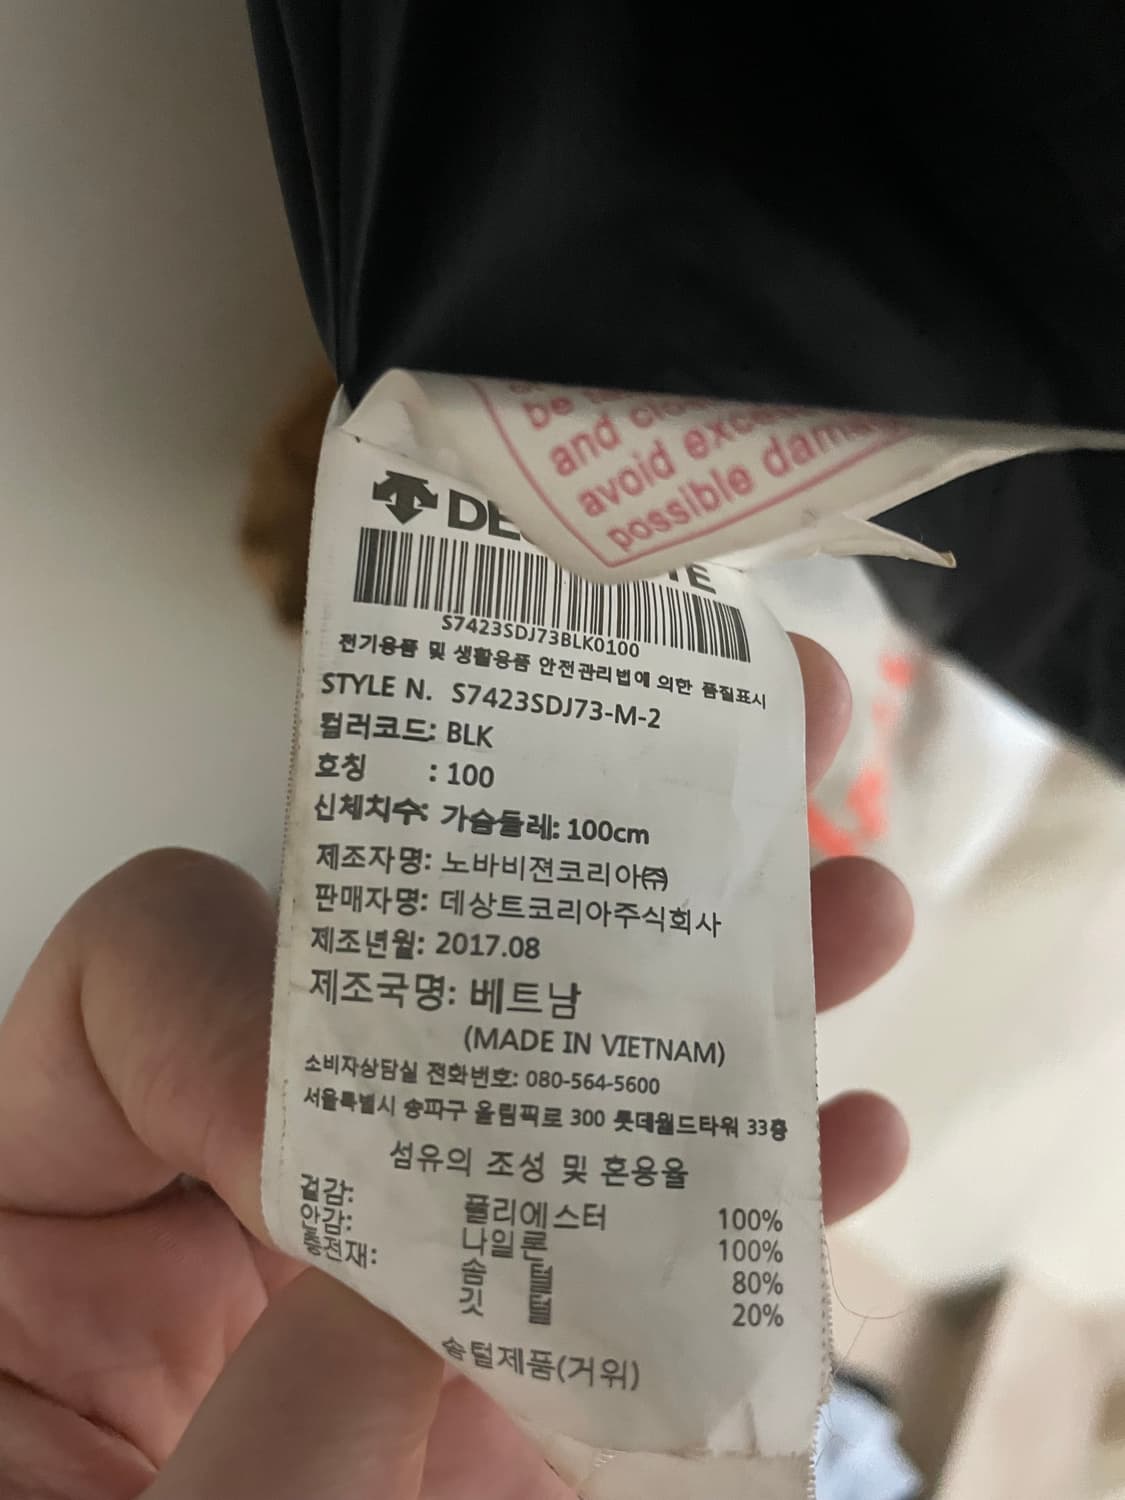 and
avoid
possible
S7423SDJ73BLK0100
전기용품 및 생활용품 안전관리법에 의한 품질표시
STYLE N. S7423SDJ73-M-2
컬러코드: BLK
호칭 : 100
신체치수: 가슴둘레: 100cm
제조자명: 노바비젼코리아㈜
판매자명: 데상트코리아주식회사
제조년월: 2017.08
제조국명: 베트남
(MADE IN VIETNAM)
소비자상담실 전화번호: 080-564-5600
서울특별시 송파구 올림픽로 300 롯데월드타워 33층
섬유의 조성 및 혼용율
겉감: 폴리에스터 100%
안감: 나일론 100%
충전재: 솜 털 80%
깃 털 20%
솜털제품(거위)